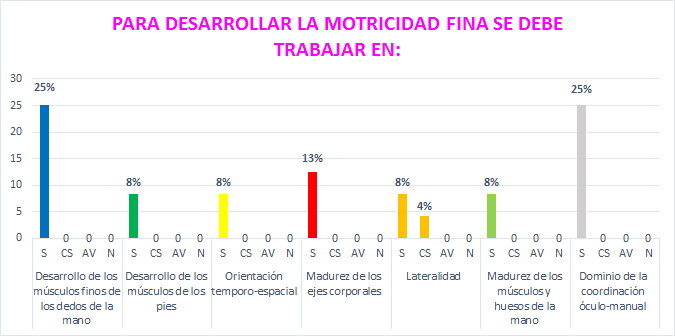 PARA DESARROLLAR LA MOTRICIDAD FINA SE DEBE
TRABAJAR EN:
30
25
20
15
10
5
0
25% 0 0 0
8% 0 0 0
8% 0 0 0
13% 0 0 0
8% 4% 0 0
8% 0 0 0
25% 0 0 0
S CS AV N S CS AV N S CS AV N S CS AV N S CS AV N S CS AV N S CS AV N
Desarrollo de los
músculos finos de
los dedos de la
mano
Desarrollo de los
músculos de los
pies
Orientación
temporo-espacial
Madurez de los
ejes corporales
Lateralidad
Madurez de los
músculos y
huesos de la
mano
Dominio de la
coordinación
óculo-manual